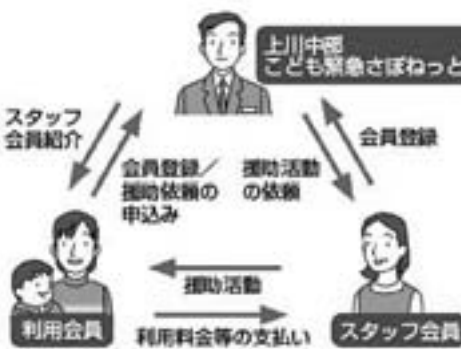 上川中部
こども緊急さぽねっと
スタッフ
会員紹介
会員登録
会員登録／
援助依頼の
申込み
援助活動
の依頼
援助活動
利用会員
利用料金等の支払い
スタッフ会員